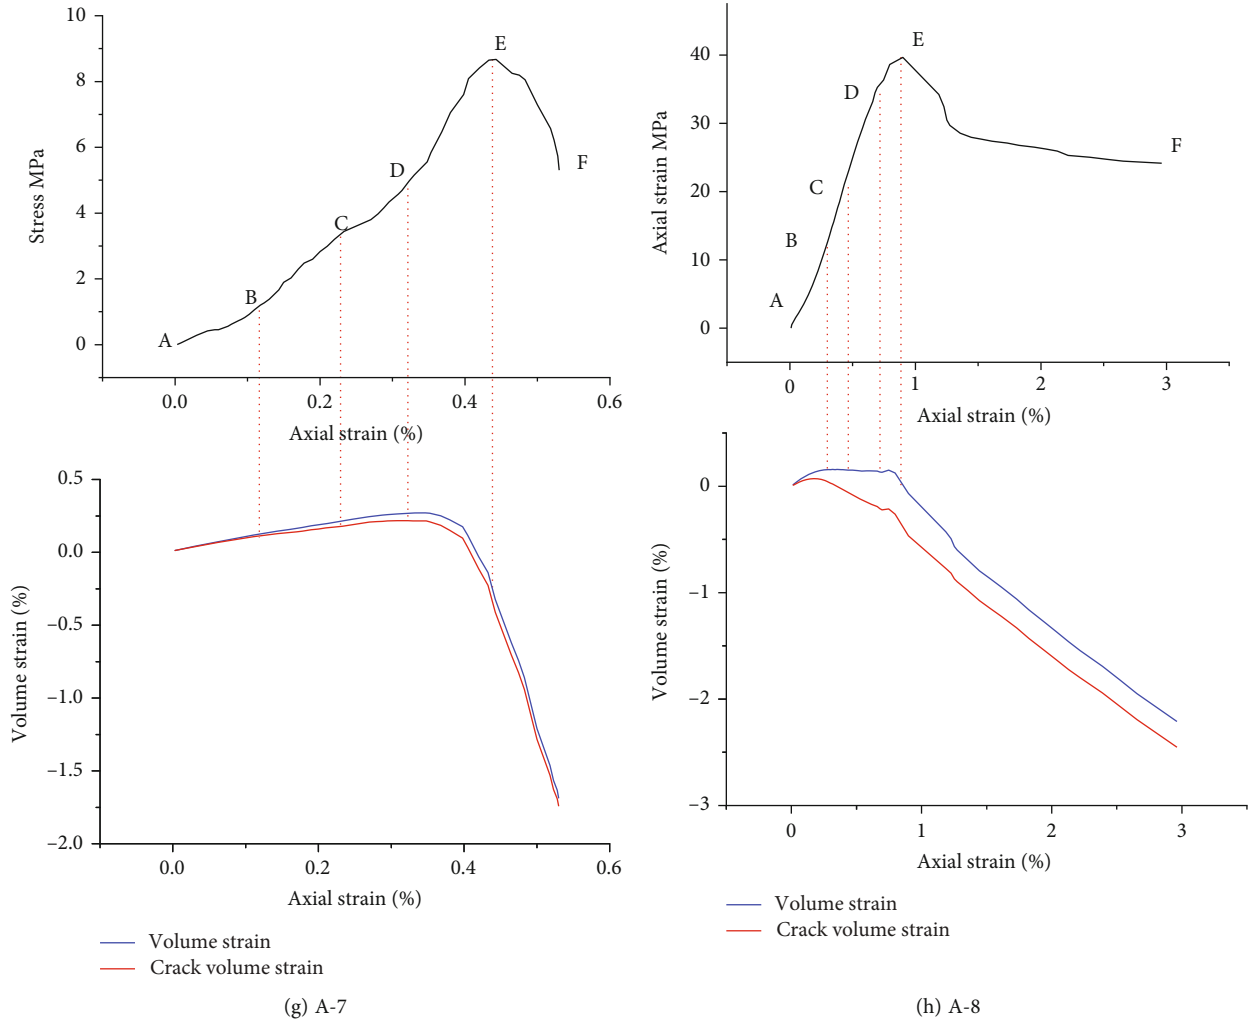 10
8
6
4
2
0
Stress MPa
A
B
C
D
E
F
0.0
0.2
0.4
0.6
Axial strain (%)
0.5
0.0
−0.5
−1.0
−1.5
−2.0
Volume strain (%)
0.0
0.2
0.4
0.6
Axial strain (%)
Volume strain
Crack volume strain
(g) A-7
40
30
20
10
0
Axial strain MPa
A
B
C
D
E
F
0
1
2
3
Axial strain (%)
0
−1
−2
−3
Volume strain (%)
0
1
2
3
Axial strain (%)
Volume strain
Crack volume strain
(h) A-8